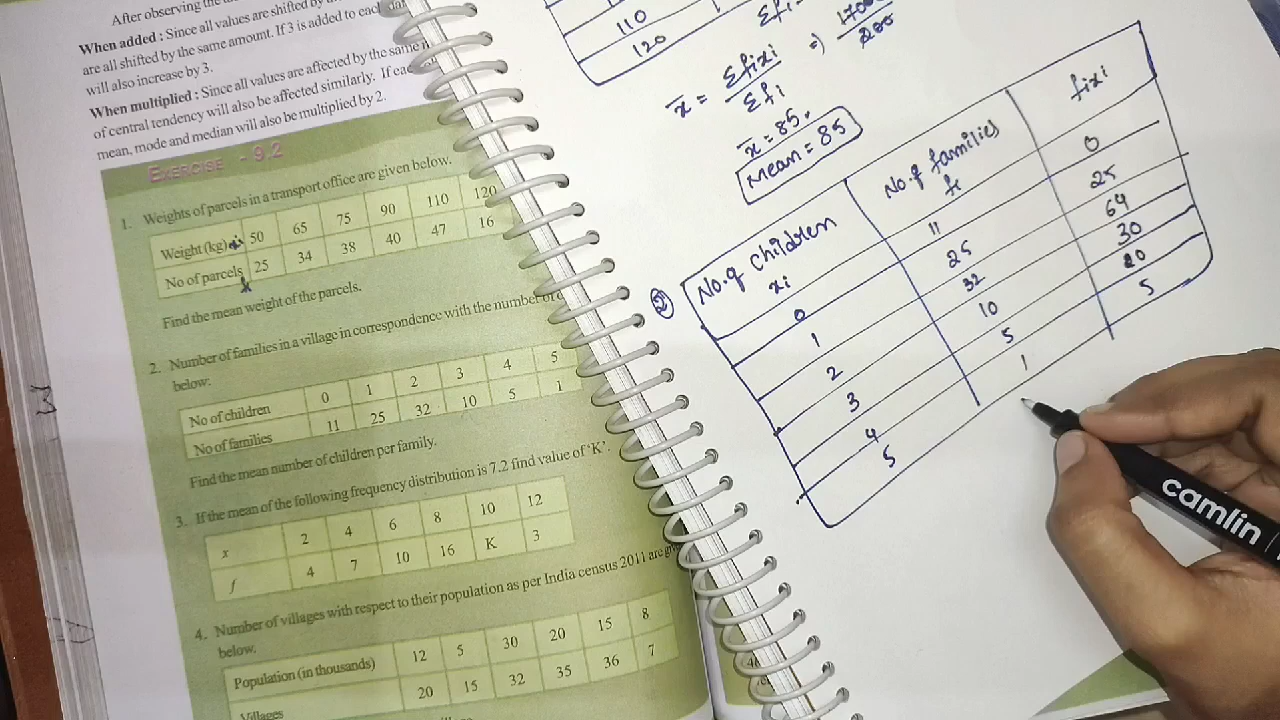 After observing the
When added : Since all values are shifted by
are all shifted by the same amount. If 3 is added to each
will also increase by 3.
When multiplied : Since all values are affected by the same
of central tendency will also be affected similarly. If
mean, mode and median will also be multiplied by 2.
EXERCISE - 9.2
1. Weights of parcels in a transport office are given below.
Weight (kg) xi 50 65 75 90 110 120
No of parcels 25 34 38 40 47 16
Find the mean weight of the parcels.
2. Number of families in a village in correspondence with the number of
below:
No of children 0 1 2 3 4 5
No of families 11 25 32 10 5 1
Find the mean number of children per family.
3. If the mean of the following frequency distribution is 7.2 find value of 'K'.
x 2 4 6 8 10 12
f 4 7 10 16 K 3
4. Number of villages with respect to their population as per India census 2011 are
below.
Population (in thousands) 12 5 30 20 15 8
Villages 20 15 32 35 36 7
110
120
Σfi
x̄ = Σfixi / Σfi ⇒ 17000 / 200
x̄ = 85.
Mean = 85
② No. of children xi No. of families fi fixi
0 11 0
1 25 25
2 32 64
3 10 30
4 5 20
5 1 5
camlin